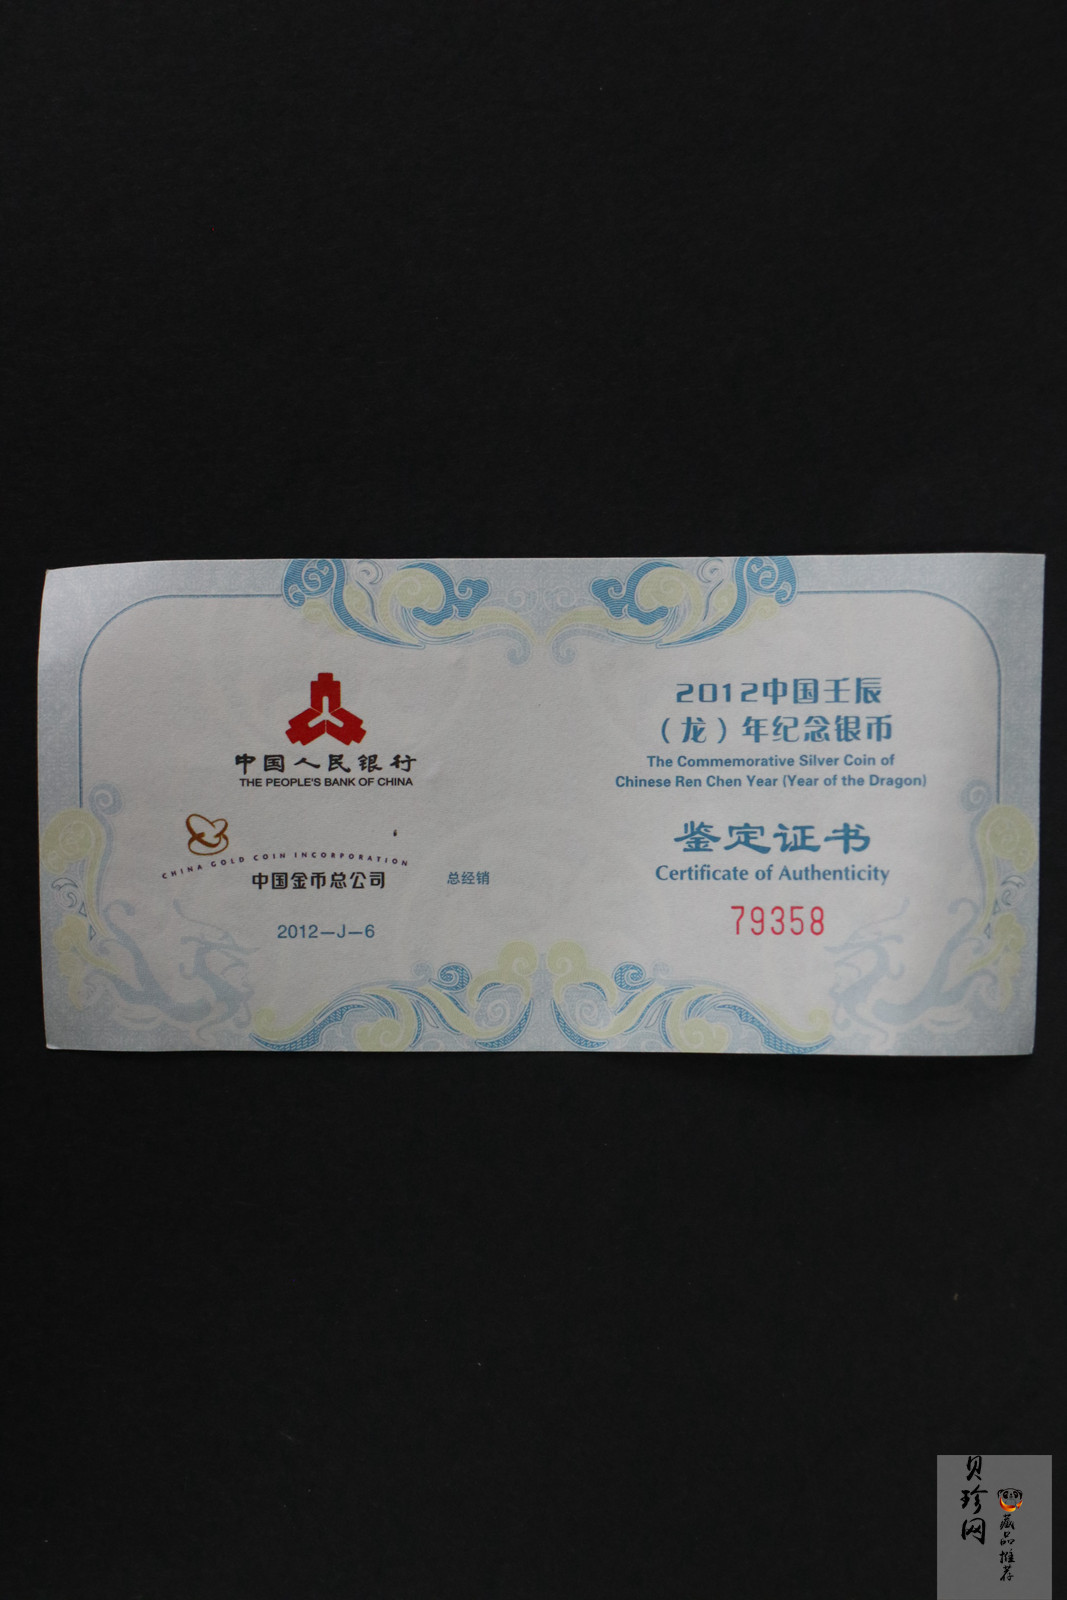 中国人民银行
THE PEOPLE'S BANK OF CHINA
CHINA GOLD COIN INCORPORATION
中国金币总公司 总经销
2012—J—6
2012中国壬辰
（龙）年纪念银币
The Commemorative Silver Coin of
Chinese Ren Chen Year (Year of the Dragon)
鉴定证书
Certificate of Authenticity
79358
贝珍网
藏品推荐